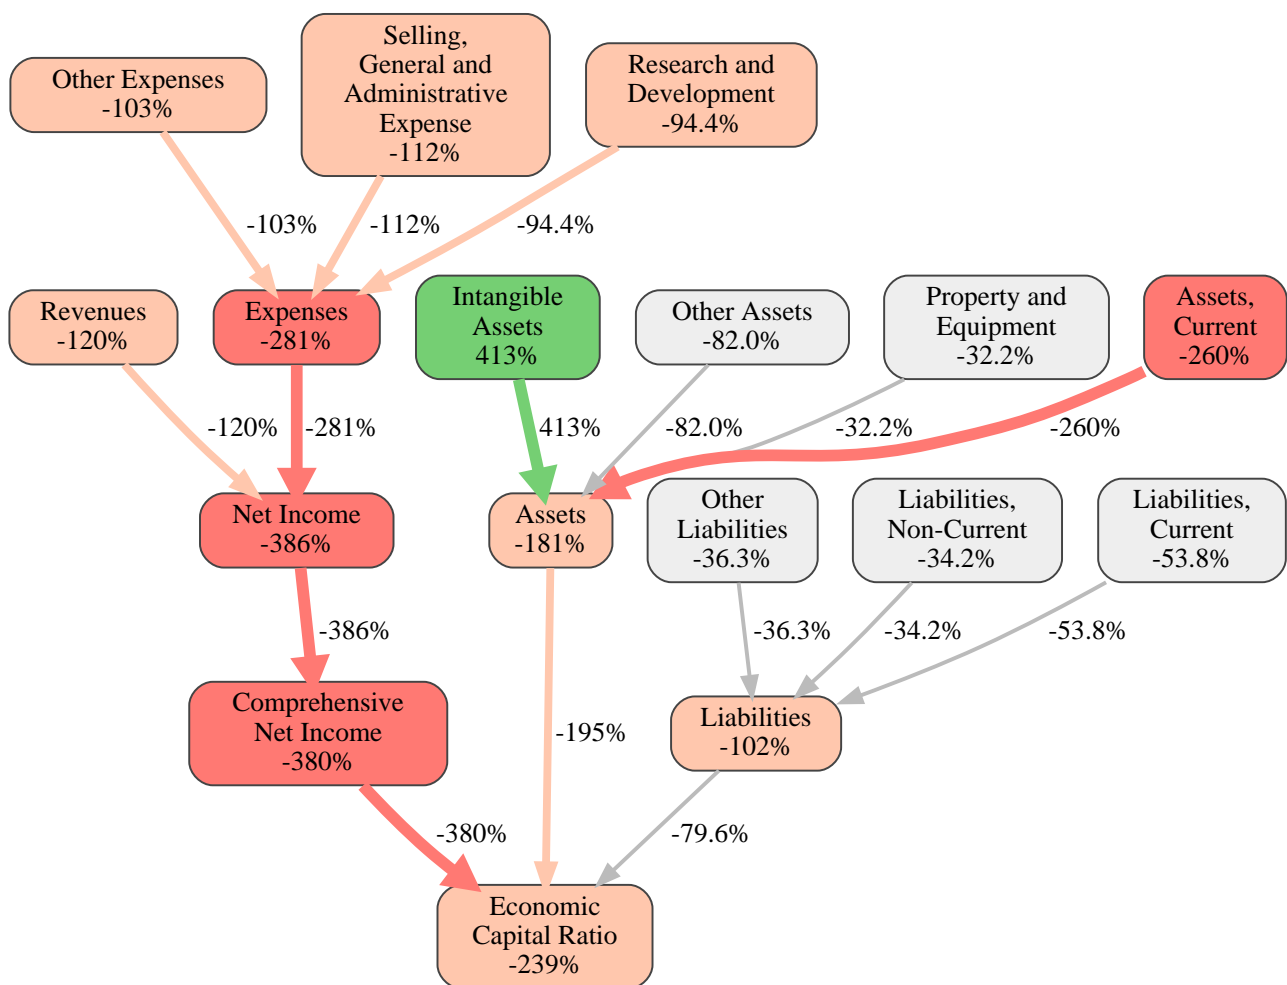 Other Expenses
-103%
Selling,
General and
Administrative
Expense
-112%
Research and
Development
-94.4%
-103%
-112%
-94.4%
Revenues
-120%
Expenses
-281%
Intangible
Assets
413%
Other Assets
-82.0%
Property and
Equipment
-32.2%
Assets,
Current
-260%
-120%
-281%
413%
-82.0%
-32.2%
-260%
Net Income
-386%
Assets
-181%
Other
Liabilities
-36.3%
Liabilities,
Non-Current
-34.2%
Liabilities,
Current
-53.8%
-386%
-36.3%
-34.2%
-53.8%
Comprehensive
Net Income
-380%
-195%
Liabilities
-102%
-380%
-79.6%
Economic
Capital Ratio
-239%